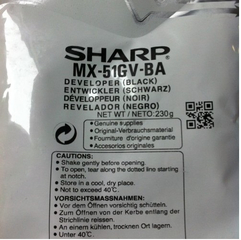 SHARP
MX-51GV-BA
DEVELOPER (BLACK)
ENTWICKLER (SCHWARZ)
DÉVELOPPEUR (NOIR)
REVELADOR (NEGRO)
NET WT / NETO: 230g
• Genuine supplies
• Original-Verbrauchsmaterial
• Fourniture d'origine garantie
• Accesorios originales
CAUTIONS:
• Shake gently before opening.
• To open, tear along the dotted line starting
at notch.
• Store in a cool, dry place.
• Not to exceed 40°C.
VORSICHTSMASSNAHMEN:
• Vor dem Öffnen vorsichtig schütteln.
• Zum Öffnen von der Kerbe entlang der
Strichlinie aufreißen.
• An einem kühlen, trocknen Ort lagern.
• Unter 40°C.